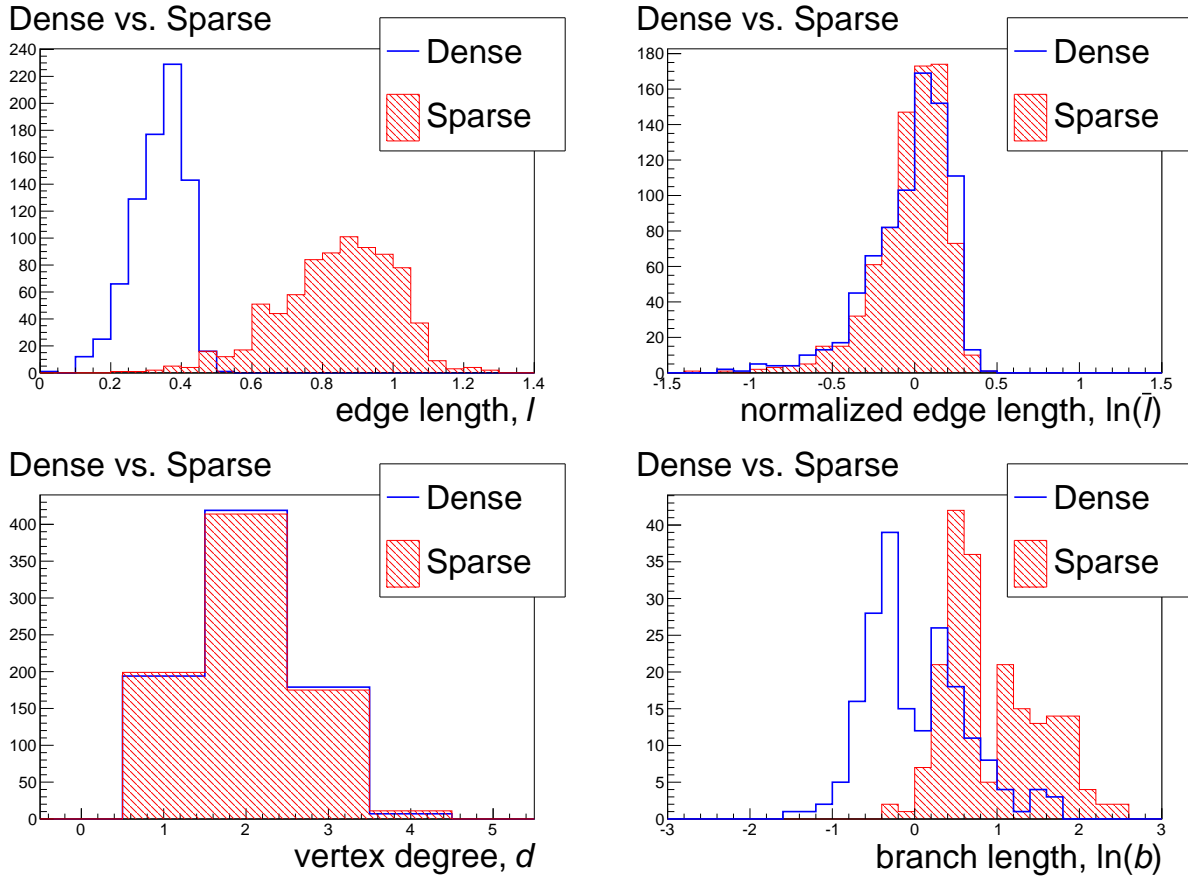 Dense vs. Sparse
Dense
Sparse
240
220
200
180
160
140
120
100
80
60
40
20
0
0 0.2 0.4 0.6 0.8 1 1.2 1.4
edge length, l
Dense vs. Sparse
Dense
Sparse
180
160
140
120
100
80
60
40
20
0
-1.5 -1 -0.5 0 0.5 1 1.5
normalized edge length, ln(l̄)
Dense vs. Sparse
Dense
Sparse
400
350
300
250
200
150
100
50
0
0 1 2 3 4 5
vertex degree, d
Dense vs. Sparse
Dense
Sparse
40
35
30
25
20
15
10
5
0
-3 -2 -1 0 1 2 3
branch length, ln(b)